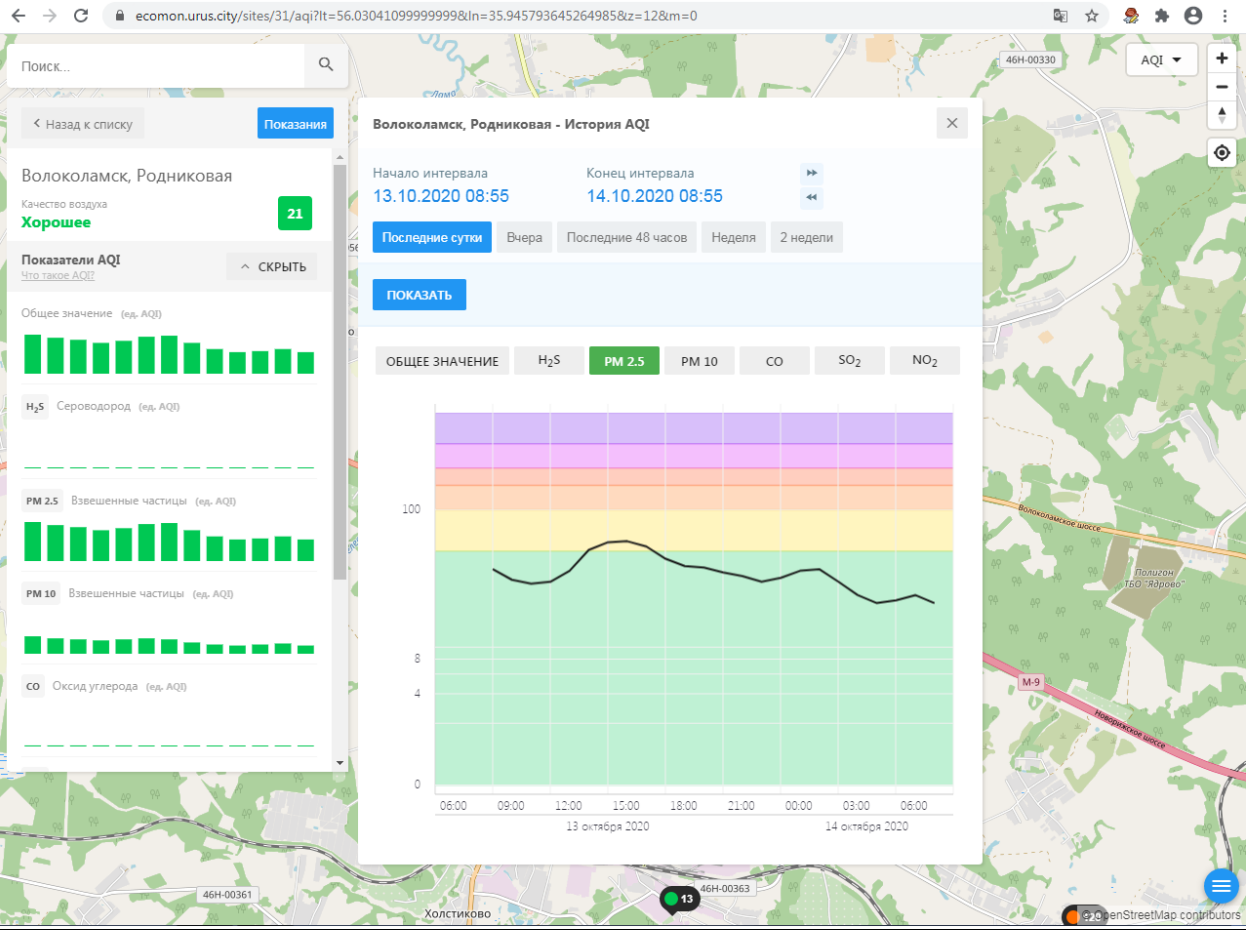 ecomon.urus.city/sites/31/aqi?lt=56.03041099999999&ln=35.945793645264985&z=12&m=0
Поиск...
46Н-00330
AQI
Назад к списку
Показания
Волоколамск, Родниковая - История AQI
Волоколамск, Родниковая
Качество воздуха
Хорошее
21
Начало интервала
Конец интервала
13.10.2020 08:55
14.10.2020 08:55
Последние сутки
Вчера
Последние 48 часов
Неделя
2 недели
Показатели AQI
Что такое AQI?
СКРЫТЬ
ПОКАЗАТЬ
Общее значение (ед. AQI)
ОБЩЕЕ ЗНАЧЕНИЕ
H2S
PM 2.5
PM 10
CO
SO2
NO2
H2S Сероводород (ед. AQI)
PM 2.5 Взвешенные частицы (ед. AQI)
PM 10 Взвешенные частицы (ед. AQI)
CO Оксид углерода (ед. AQI)
100
8
4
0
06:00 09:00 12:00 15:00 18:00 21:00 00:00 03:00 06:00
13 октября 2020
14 октября 2020
Волоколамское шоссе
Полигон
ТБО "Ядрово"
М-9
Новорижское шоссе
46Н-00361
46Н-00363
13
Холстиково
OpenStreetMap contributors